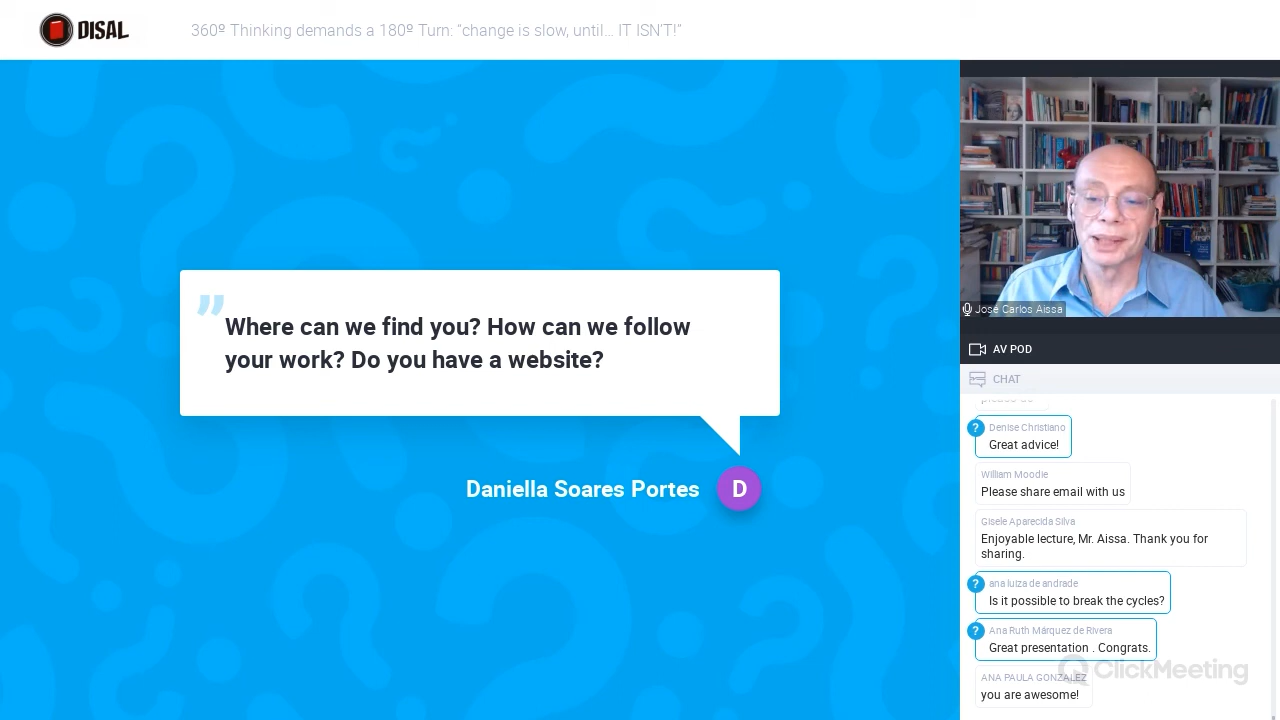 DISAL
360º Thinking demands a 180º Turn: “change is slow, until... IT ISN'T!”
”
Where can we find you? How can we follow
your work? Do you have a website?
Daniella Soares Portes
D
Jose Carlos Aissa
AV POD
CHAT
?
Denise Christiano
Great advice!
William Moodie
Please share email with us
Gisele Aparecida Silva
Enjoyable lecture, Mr. Aissa. Thank you for
sharing.
?
ana luiza de andrade
Is it possible to break the cycles?
?
Ana Ruth Márquez de Rivera
Great presentation . Congrats.
ClickMeeting
ANA PAULA GONZALEZ
you are awesome!